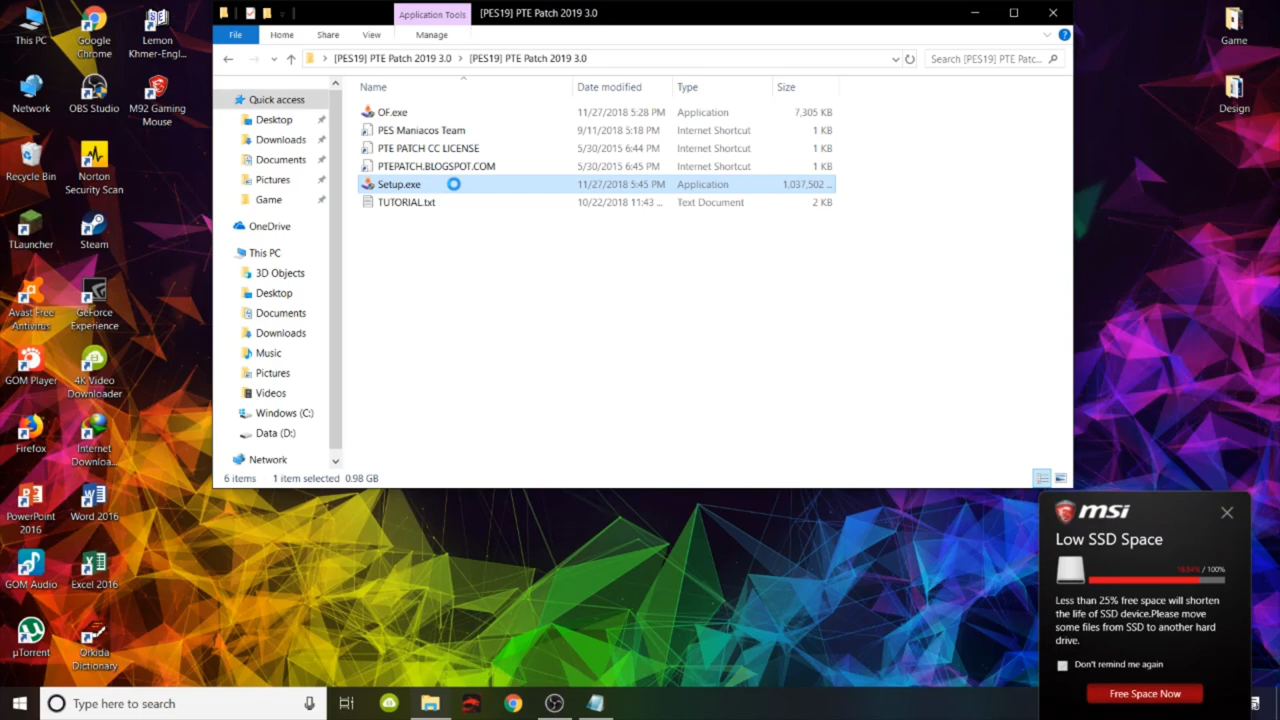 This PC
Google
Chrome
Lemon
Khmer-Engl...
Network
OBS Studio
M92 Gaming
Mouse
Recycle Bin
Norton
Security Scan
TLauncher
Steam
Avast Free
Antivirus
GeForce
Experience
GOM Player
4K Video
Downloader
Firefox
Internet
Downloa...
PowerPoint
2016
Word 2016
GOM Audio
Excel 2016
µTorrent
Orkida
Dictionary
Application Tools
[PES19] PTE Patch 2019 3.0
File
Home
Share
View
Manage
[PES19] PTE Patch 2019 3.0 > [PES19] PTE Patch 2019 3.0
Search [PES19] PTE Patc...
Quick access
Desktop
Downloads
Documents
Pictures
Game
OneDrive
This PC
3D Objects
Desktop
Documents
Downloads
Music
Pictures
Videos
Windows (C:)
Data (D:)
Network
Name Date modified Type Size
OF.exe 11/27/2018 5:28 PM Application 7,305 KB
PES Maniacos Team 9/11/2018 5:18 PM Internet Shortcut 1 KB
PTE PATCH CC LICENSE 5/30/2015 6:44 PM Internet Shortcut 1 KB
PTEPATCH.BLOGSPOT.COM 5/30/2015 6:45 PM Internet Shortcut 1 KB
Setup.exe 11/27/2018 5:45 PM Application 1,037,502 ...
TUTORIAL.txt 10/22/2018 11:43 ... Text Document 2 KB
6 items 1 item selected 0.98 GB
Game
Design
msi
Low SSD Space
/ 100%
Less than 25% free space will shorten
the life of SSD device.Please move
some files from SSD to another hard
drive.
Don't remind me again
Free Space Now
Type here to search